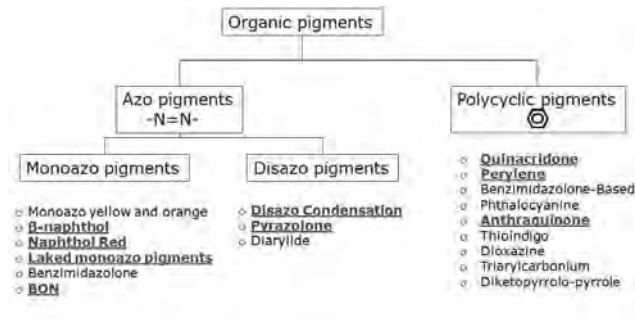 Organic pigments
Azo pigments
-N=N-
Polycyclic pigments
Monoazo pigments
Disazo pigments
Monoazo yellow and orange
β-naphthol
Naphthol Red
Laked monoazo pigments
Benzimidazolone
BON
Disazo Condensation
Pyrazolone
Diarylide
Quinacridone
Perylene
Benzimidazolone-Based
Phthalocyanine
Anthraquinone
Thioindigo
Dioxazine
Triarylcarbonium
Diketopyrrolo-pyrrole